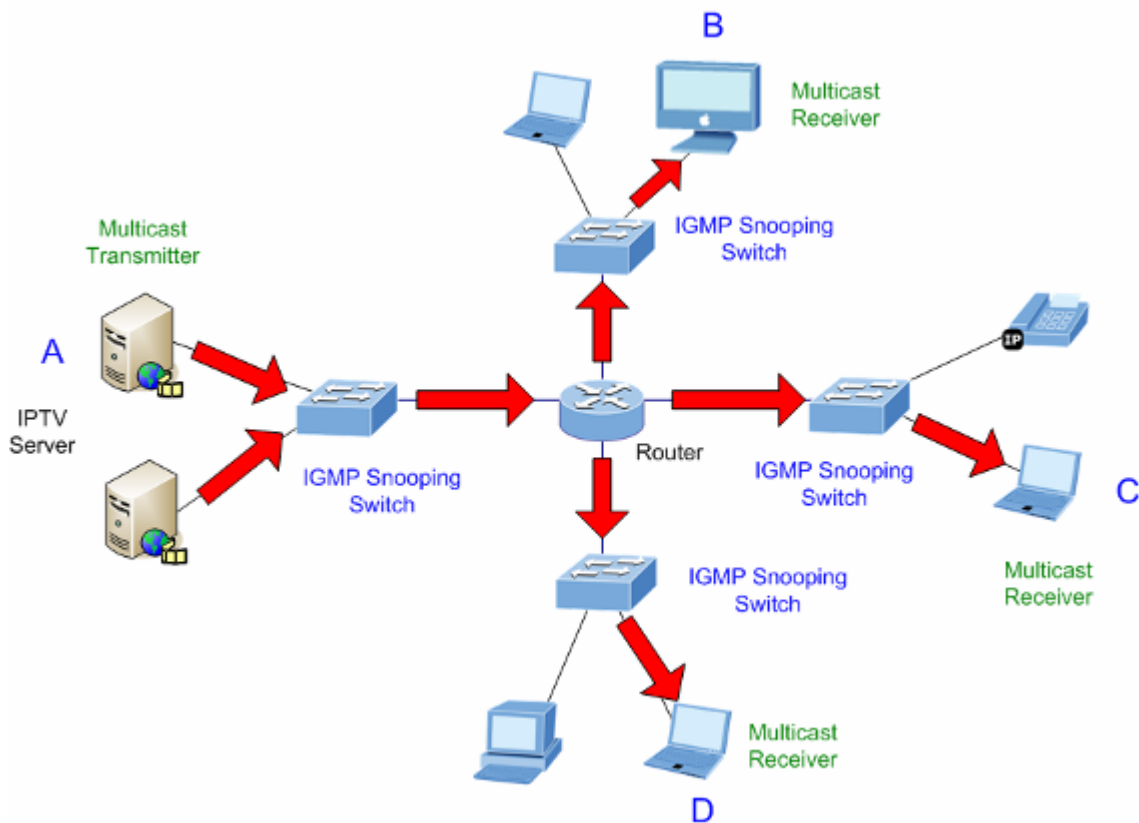 B
Multicast
Receiver
IGMP Snooping
Switch
Multicast
Transmitter
A
IPTV
Server
IGMP Snooping
Switch
Router
IP
IGMP Snooping
Switch
C
Multicast
Receiver
IGMP Snooping
Switch
Multicast
Receiver
D